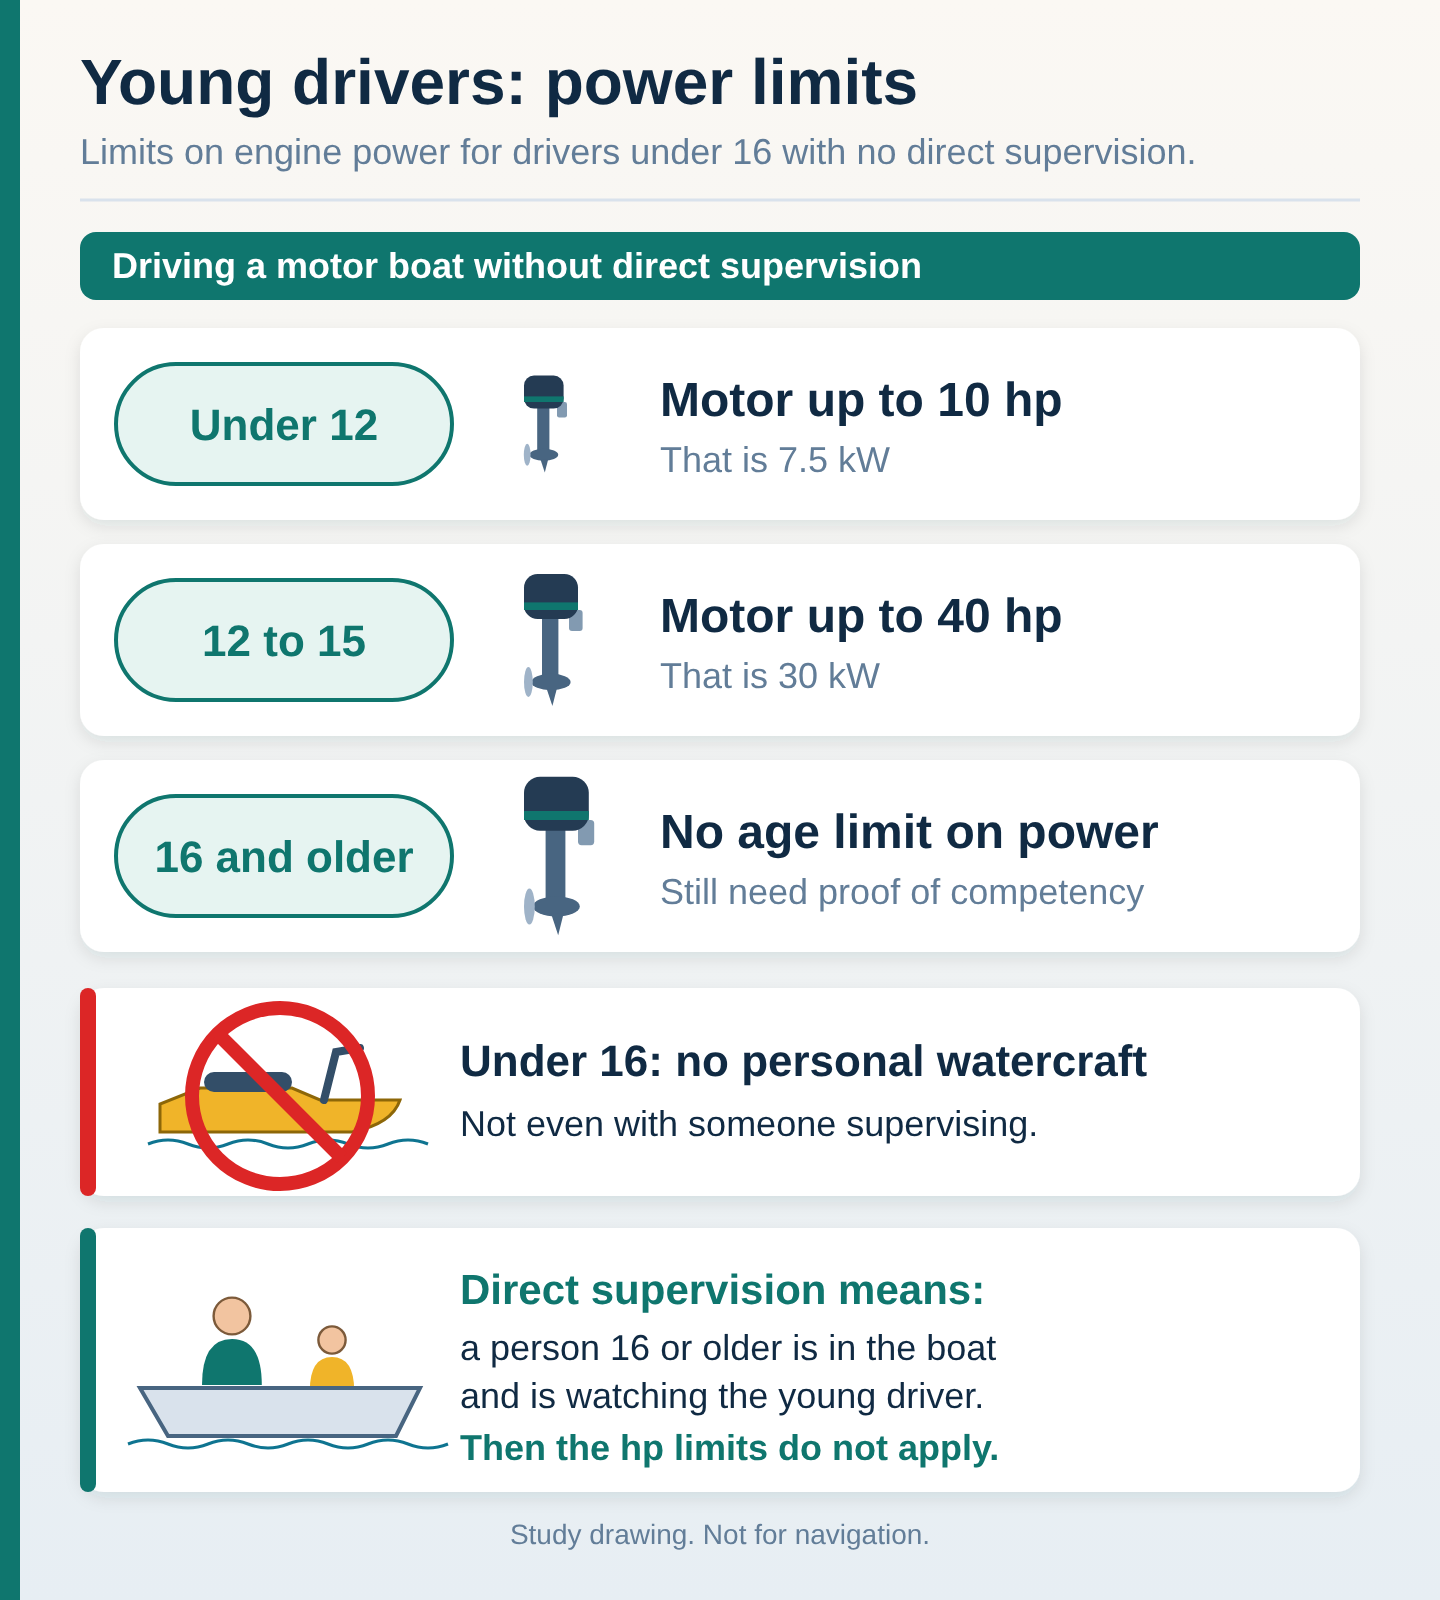 Young drivers: power limits
Limits on engine power for drivers under 16 with no direct supervision.
Driving a motor boat without direct supervision
Under 12
Motor up to 10 hp
That is 7.5 kW
12 to 15
Motor up to 40 hp
That is 30 kW
16 and older
No age limit on power
Still need proof of competency
Under 16: no personal watercraft
Not even with someone supervising.
Direct supervision means:
a person 16 or older is in the boat
and is watching the young driver.
Then the hp limits do not apply.
Study drawing. Not for navigation.